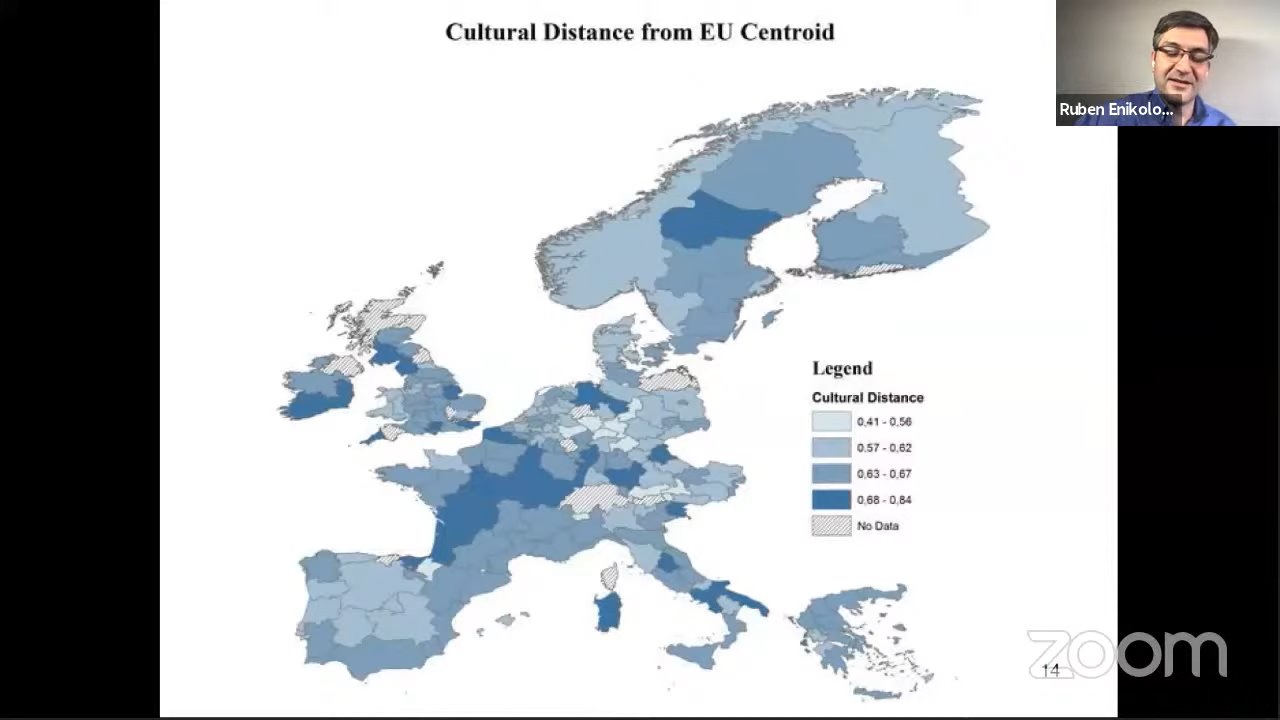 Cultural Distance from EU Centroid
Ruben Enikolo...
Legend
Cultural Distance
0,41 - 0,56
0,57 - 0,62
0,63 - 0,67
0,68 - 0,84
No Data
zoom
14